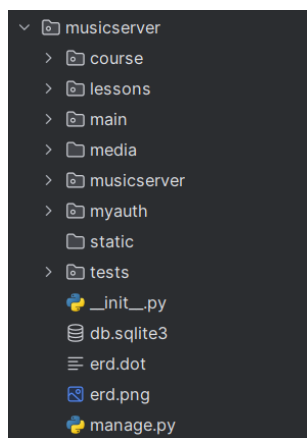 musicserver
course
lessons
main
media
musicserver
myauth
static
tests
__init__.py
db.sqlite3
erd.dot
erd.png
manage.py